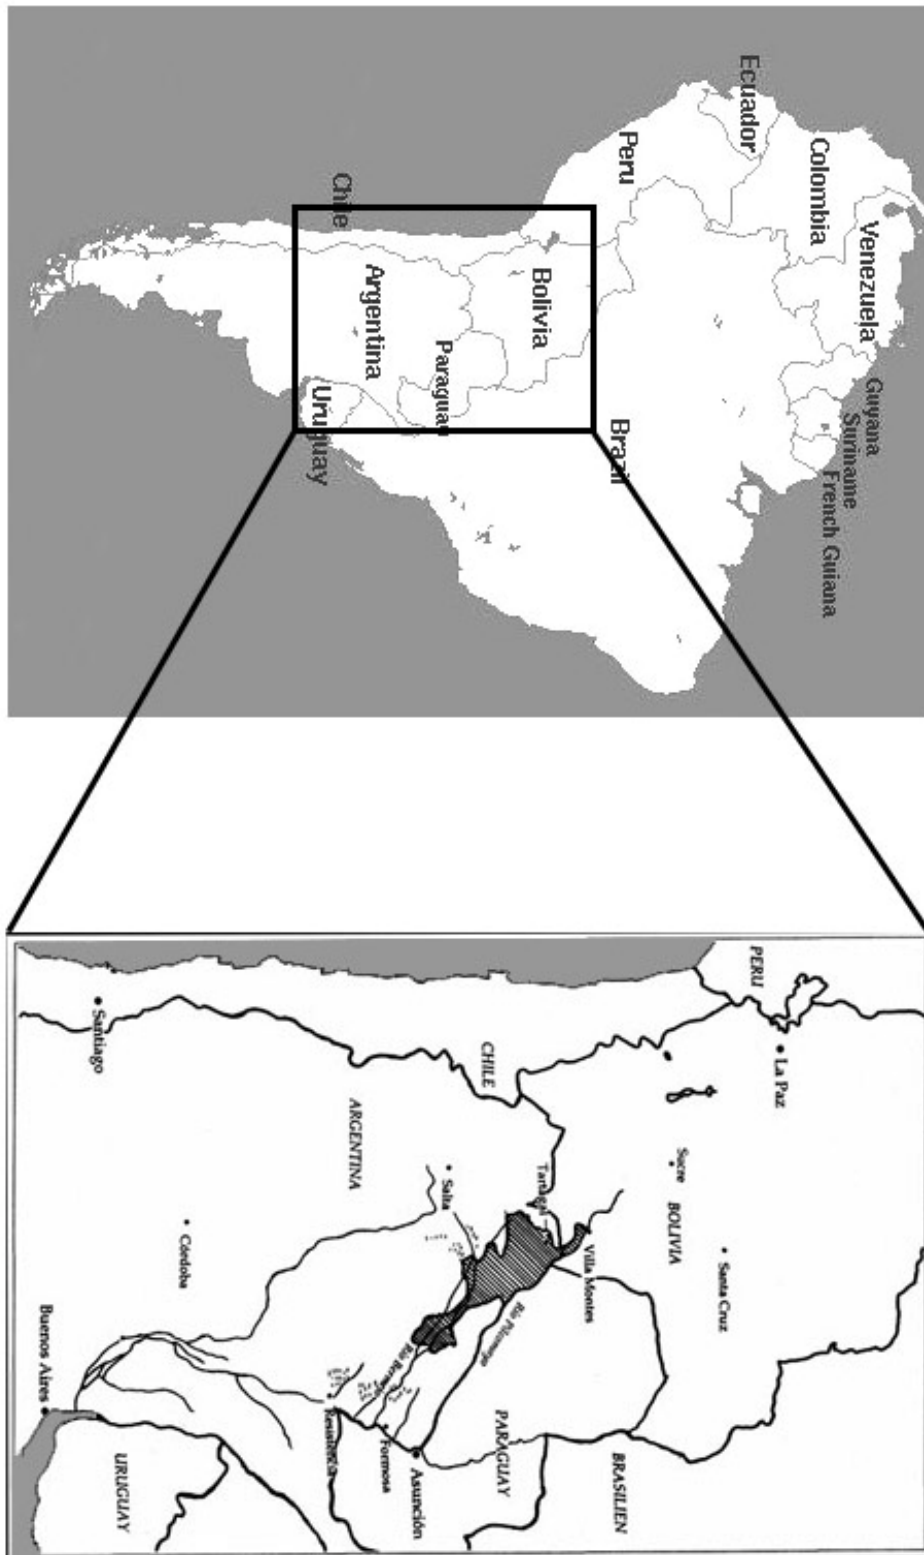 Ecuador
Colombia
Venezuela
Guyana
Suriname
French Guiana
Peru
Brazil
Bolivia
Paraguay
Chile
Argentina
Uruguay
PERU
La Paz
BOLIVIA
Sucre
Santa Cruz
CHILE
Tartagal
Villa Montes
Salta
ARGENTINA
Río Pilcomayo
Río Bermejo
PARAGUAY
BRASILIEN
Asunción
Formosa
Resistencia
Santiago
Córdoba
Buenos Aires
URUGUAY